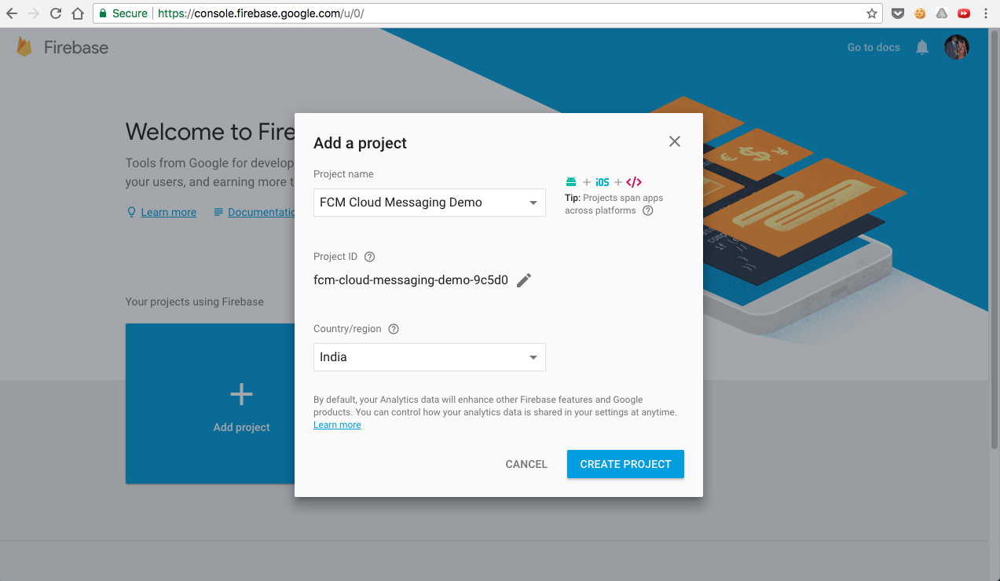 Secure https://console.firebase.google.com/u/0/
Firebase
Go to docs
Welcome to Fire
Tools from Google for develop
your users, and earning more t
Learn more
Documentatio
Your projects using Firebase
Add project
Add a project
Project name
FCM Cloud Messaging Demo
+ iOS + </>
Tip: Projects span apps
across platforms
Project ID
fcm-cloud-messaging-demo-9c5d0
Country/region
India
By default, your Analytics data will enhance other Firebase features and Google
products. You can control how your analytics data is shared in your settings at anytime.
Learn more
CANCEL
CREATE PROJECT